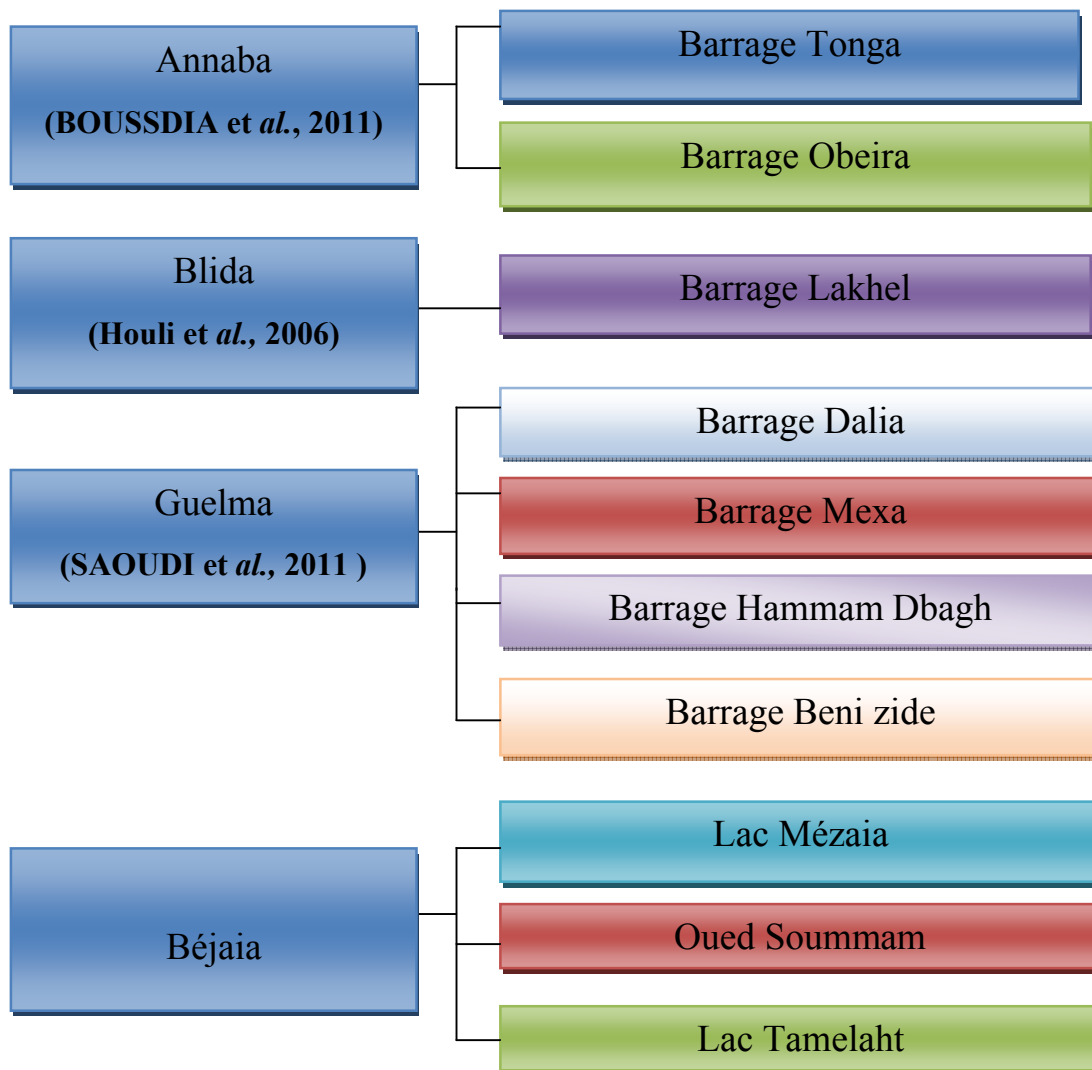 Annaba
(BOUSSDIA et al., 2011)
Barrage Tonga
Barrage Obeira
Blida
(Houli et al., 2006)
Barrage Lakhel
Guelma
(SAOUDI et al., 2011 )
Barrage Dalia
Barrage Mexa
Barrage Hammam Dbagh
Barrage Beni zide
Béjaia
Lac Mézaia
Oued Soummam
Lac Tamelaht